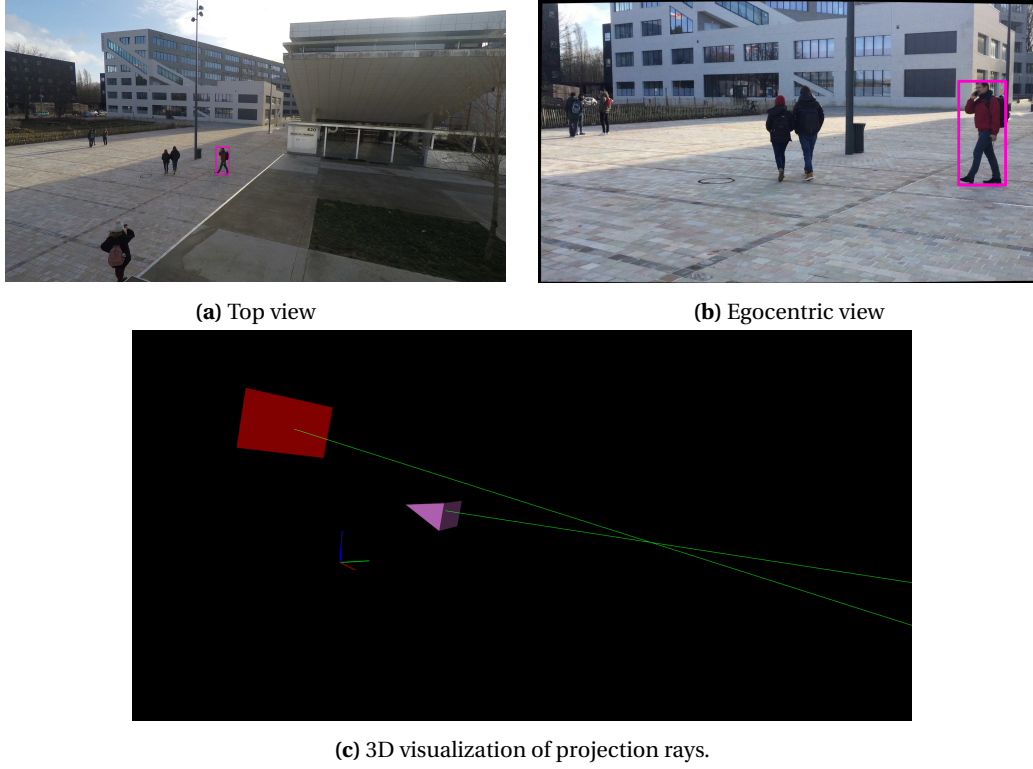 (a) Top view
(b) Egocentric view
(c) 3D visualization of projection rays.